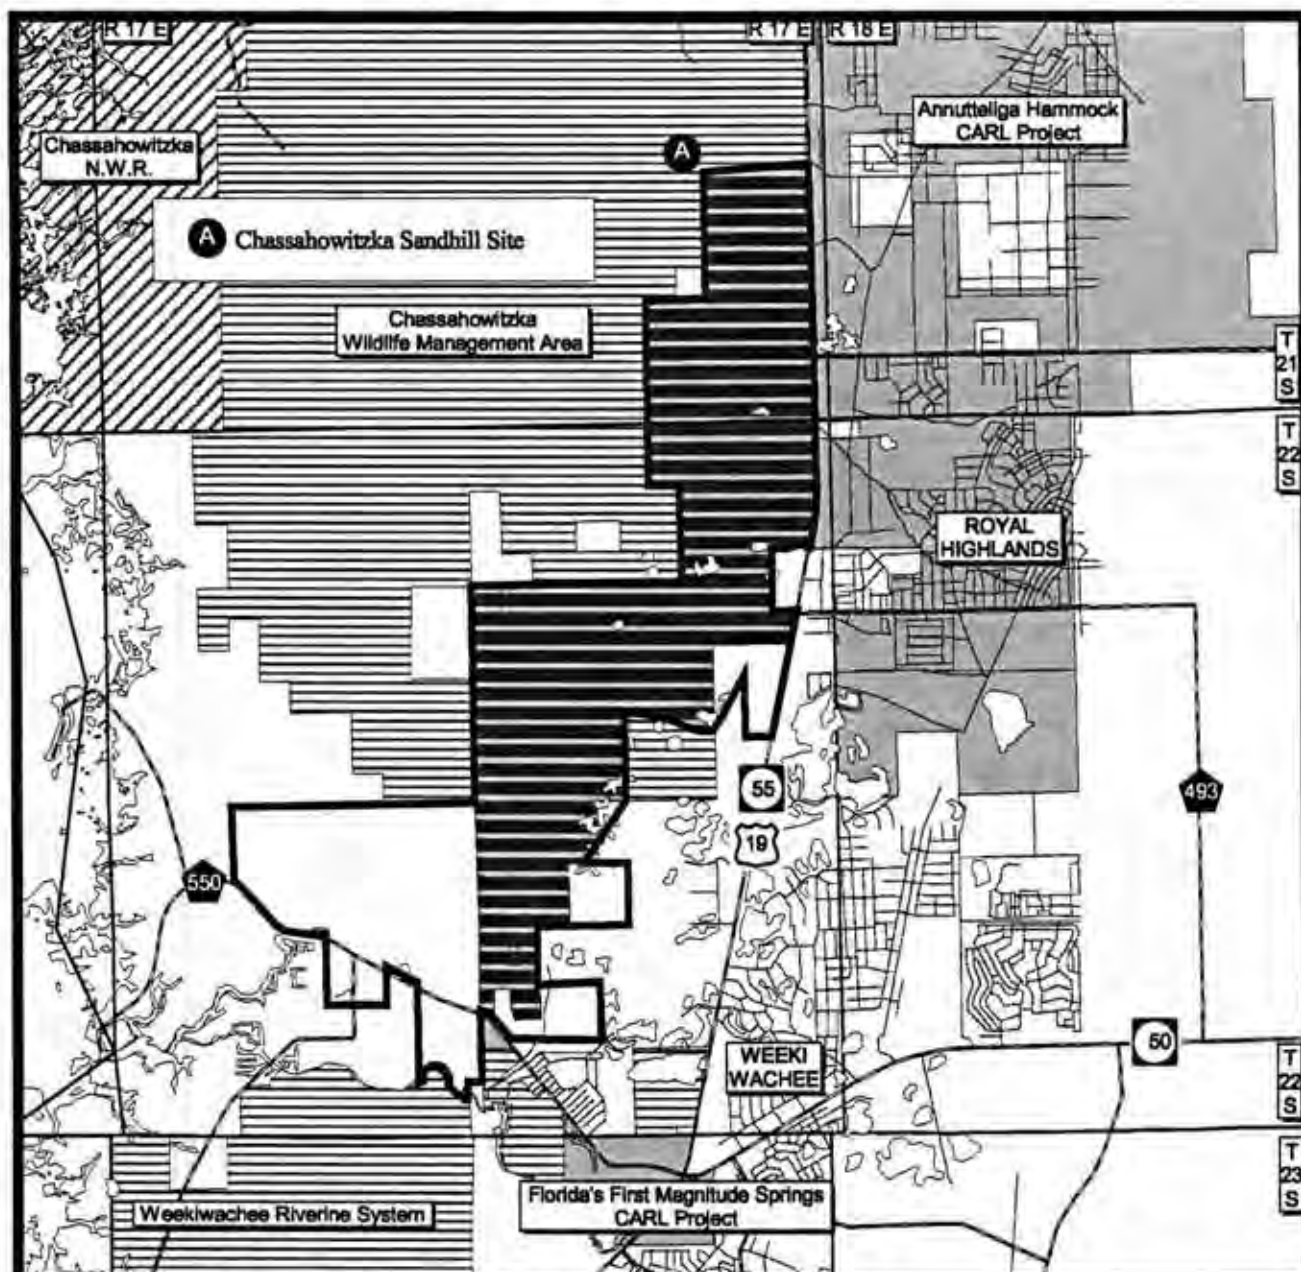 R 17 E
R 17 E
R 18 E
Annutteliga Hammock
CARL Project
A
Chassahowitzka
N.W.R.
A Chassahowitzka Sandhill Site
Chassahowitzka
Wildlife Management Area
T
21
S
T
22
S
ROYAL
HIGHLANDS
55
493
19
550
50
WEEKI
WACHEE
T
22
S
T
23
S
Florida's First Magnitude Springs
CARL Project
Weekiwachee Riverine System